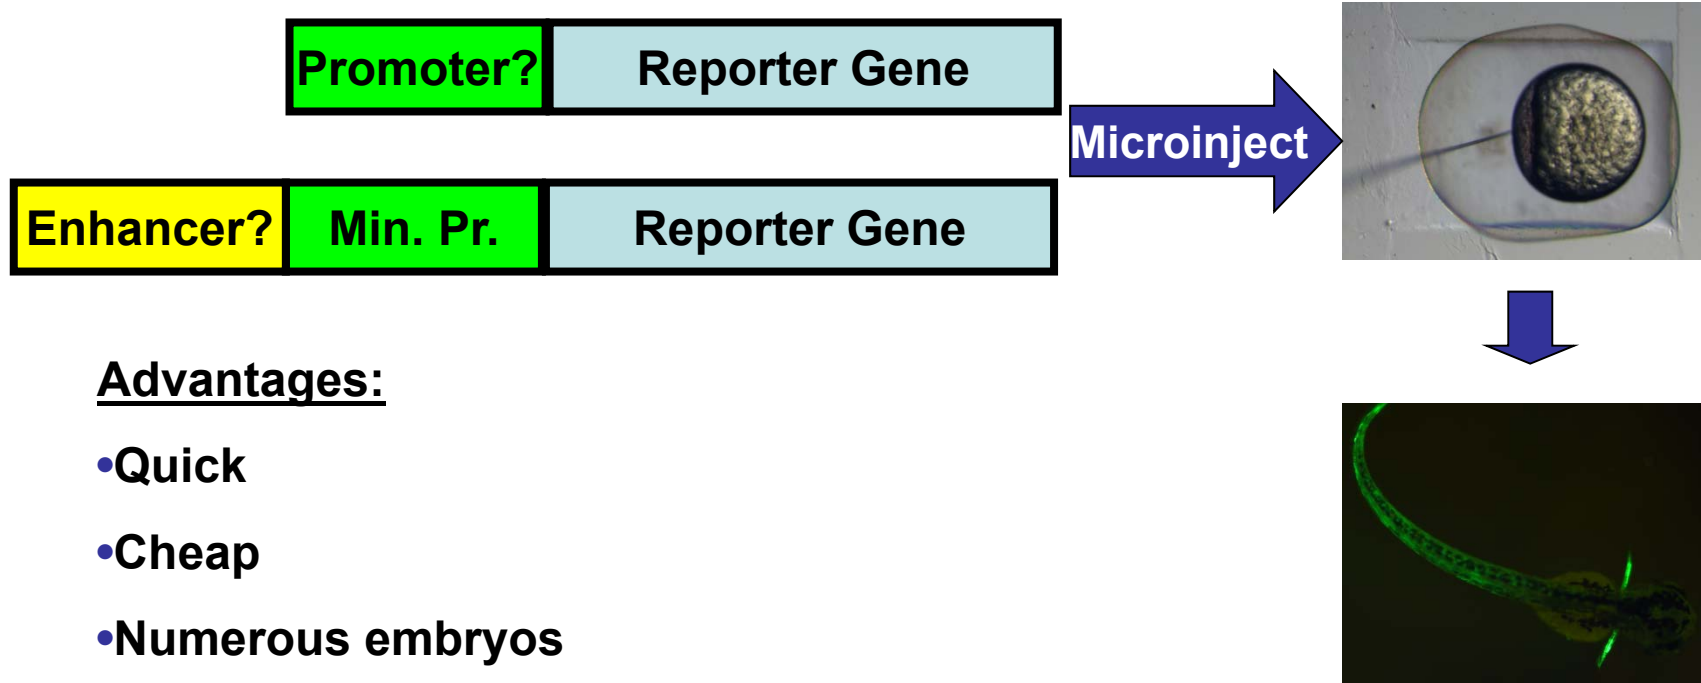 Promoter? Reporter Gene
Microinject
Enhancer? Min. Pr. Reporter Gene
Advantages:
•Quick
•Cheap
•Numerous embryos